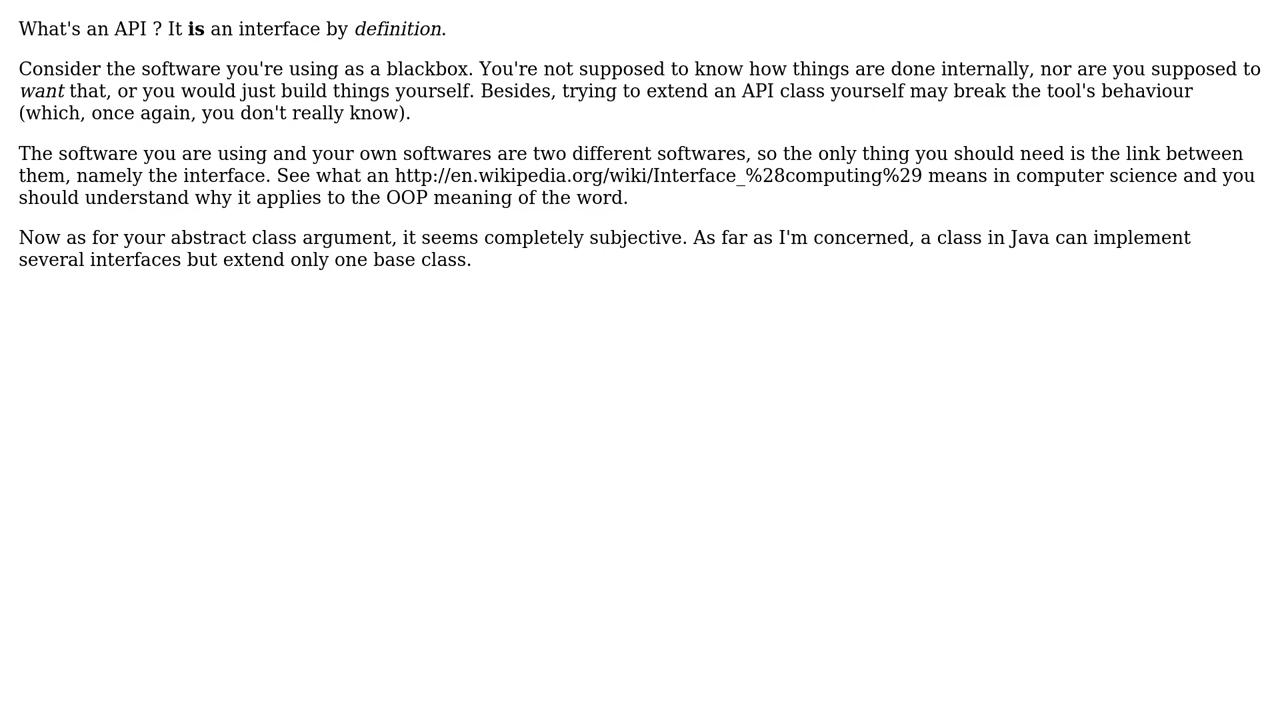 What's an API ? It is an interface by definition.
Consider the software you're using as a blackbox. You're not supposed to know how things are done internally, nor are you supposed to
want that, or you would just build things yourself. Besides, trying to extend an API class yourself may break the tool's behaviour
(which, once again, you don't really know).
The software you are using and your own softwares are two different softwares, so the only thing you should need is the link between
them, namely the interface. See what an http://en.wikipedia.org/wiki/Interface_%28computing%29 means in computer science and you
should understand why it applies to the OOP meaning of the word.
Now as for your abstract class argument, it seems completely subjective. As far as I'm concerned, a class in Java can implement
several interfaces but extend only one base class.